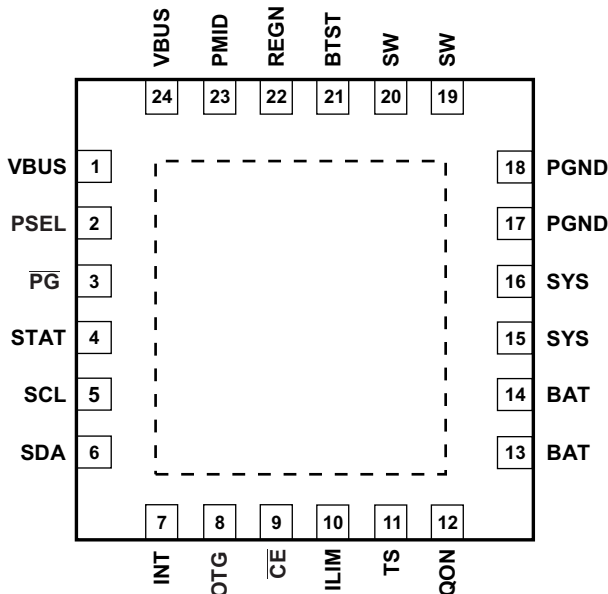 VBUS PMID REGN BTST SW SW
24 23 22 21 20 19
VBUS 1 18 PGND
PSEL 2 17 PGND
P̅G̅ 3 16 SYS
STAT 4 15 SYS
SCL 5 14 BAT
SDA 6 13 BAT
7 8 9 10 11 12
INT OTG C̅E̅ ILIM TS QON